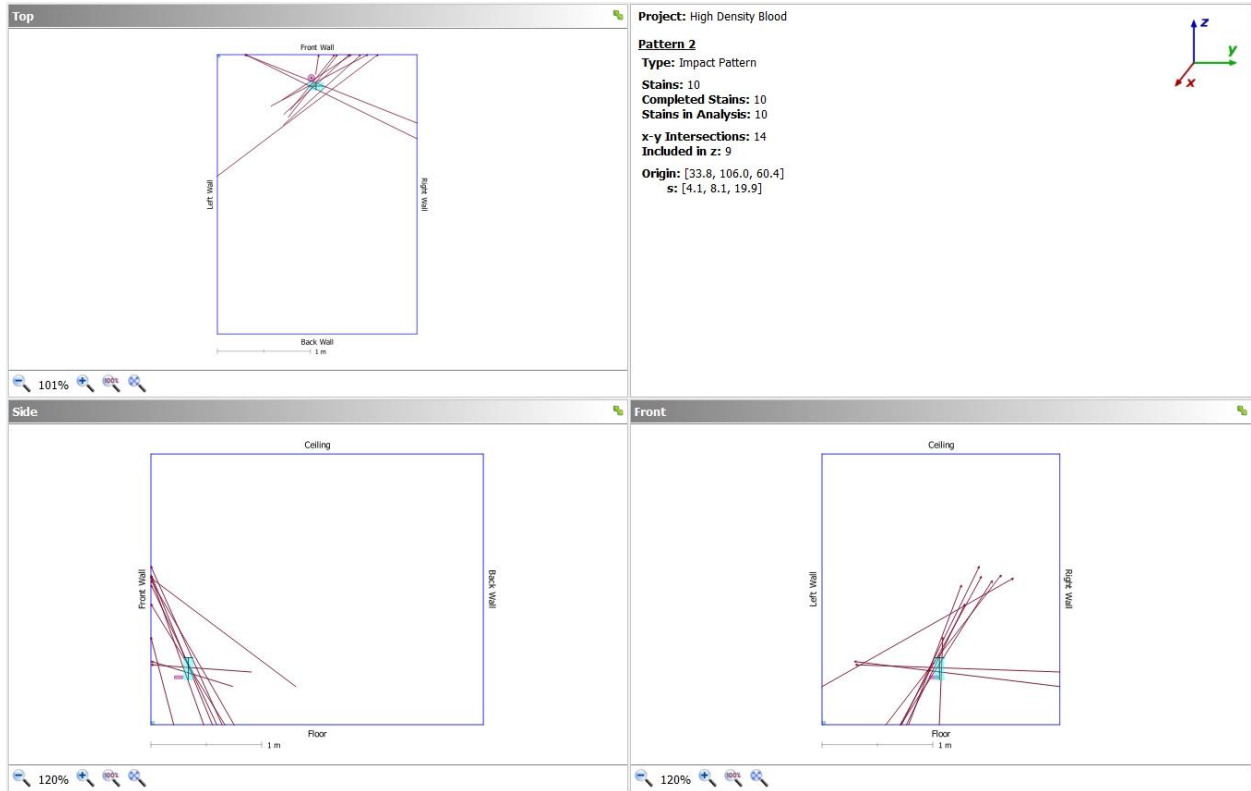 Top
Front Wall
Left Wall
Right Wall
Back Wall
1 m
101%
100%
Project: High Density Blood
Pattern 2
Type: Impact Pattern
Stains: 10
Completed Stains: 10
Stains in Analysis: 10
x-y Intersections: 14
Included in z: 9
Origin: [33.8, 106.0, 60.4]
s: [4.1, 8.1, 19.9]
z
y
x
Side
Ceiling
Front Wall
Back Wall
Floor
1 m
120%
100%
Front
Ceiling
Left Wall
Right Wall
Floor
1 m
120%
100%